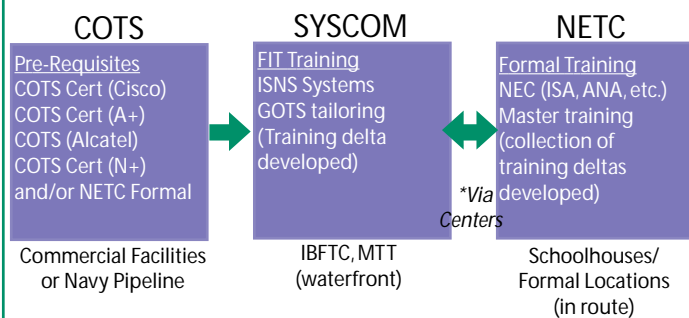 COTS
Pre-Requisites
COTS Cert (Cisco)
COTS Cert (A+)
COTS (Alcatel)
COTS Cert (N+)
and/or NETC Formal
Commercial Facilities
or Navy Pipeline
SYSCOM
FIT Training
ISNS Systems
GOTS tailoring
(Training delta
developed)
IBFTC, MTT
(waterfront)
*Via
Centers
NETC
Formal Training
NEC (ISA, ANA, etc.)
Master training
(collection of
training deltas
developed)
Schoolhouses/
Formal Locations
(in route)